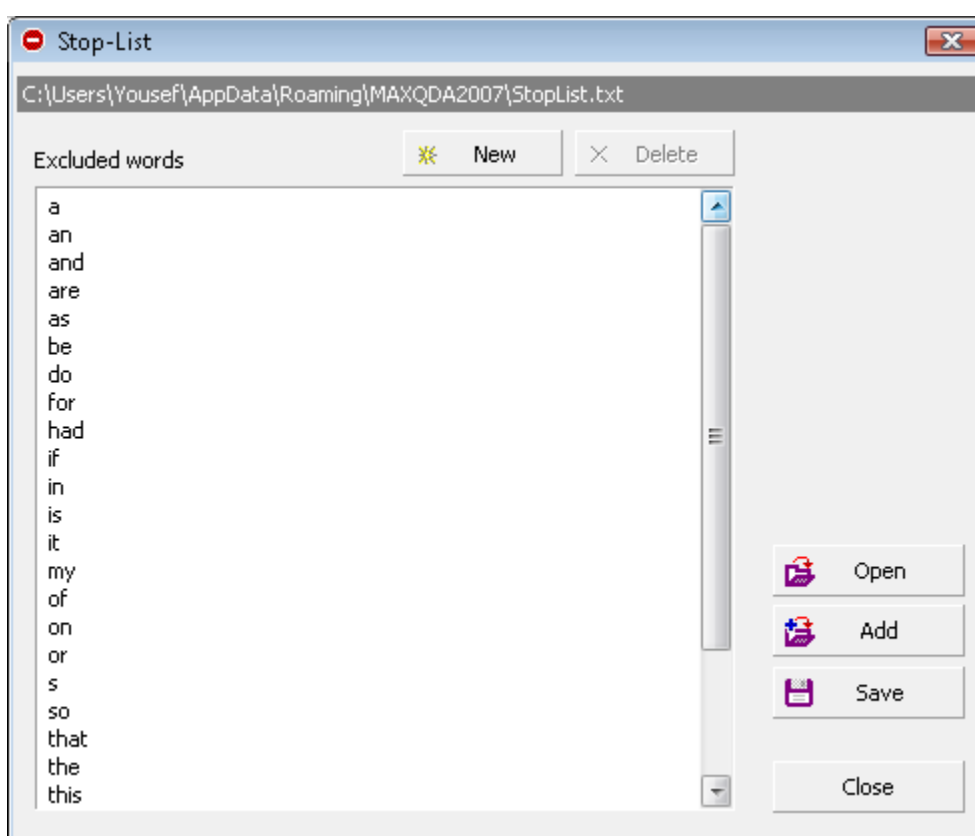 Stop-List
C:\Users\Yousef\AppData\Roaming\MAXQDA2007\StopList.txt
Excluded words
New
Delete
a
an
and
are
as
be
do
for
had
if
in
is
it
my
of
on
or
s
so
that
the
this
Open
Add
Save
Close